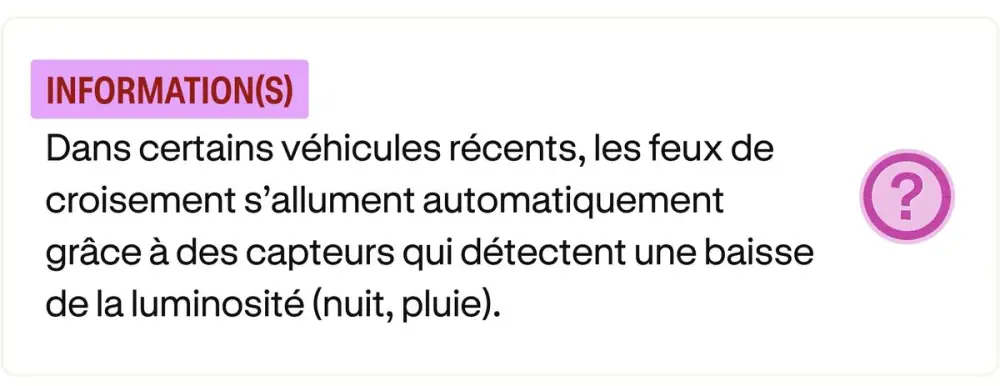 INFORMATION(S)
Dans certains véhicules récents, les feux de
croisement s’allument automatiquement
grâce à des capteurs qui détectent une baisse
de la luminosité (nuit, pluie).
?